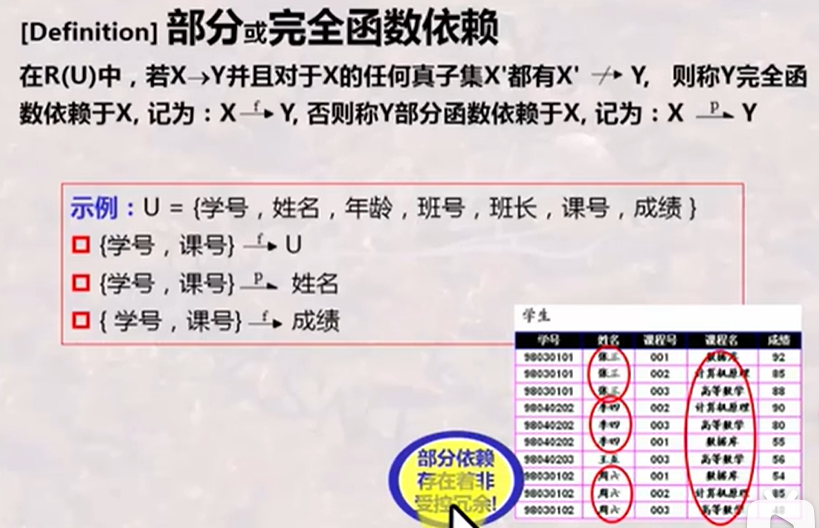 [Definition] 部分或完全函数依赖
在R(U)中，若X→Y并且对于X的任何真子集X'都有X' ↛ Y, 则称Y完全函
数依赖于X, 记为：X f→ Y, 否则称Y部分函数依赖于X, 记为：X p→ Y
示例：U = {学号，姓名，年龄，班号，班长，课号，成绩 }
{学号，课号} f→ U
{学号，课号} p→ 姓名
{ 学号，课号} f→ 成绩
学生
学号 姓名 课程号 课程名 成绩
98030101 张三 001 数据库 92
98030101 张三 002 计算机原理 85
98030101 张三 003 高等数学 88
98040202 李四 002 计算机原理 90
98040202 李四 003 高等数学 80
98040202 李四 001 数据库 55
98040203 王五 003 高等数学 56
98030102 周六 001 数据库 54
98030102 周六 002 计算机原理 85
98030102 周六 003 高等数学
部分依赖
存在着非
受控冗余!